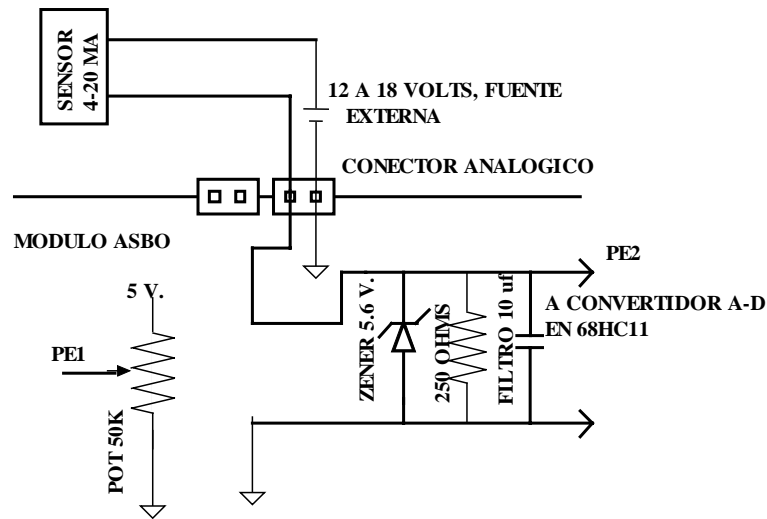 SENSOR
4-20 MA
12 A 18 VOLTS, FUENTE
EXTERNA
CONECTOR ANALOGICO
MODULO ASBO
PE2
5 V.
A CONVERTIDOR A-D
EN 68HC11
PE1
POT 50K
ZENER 5.6 V.
250 OHMS
FILTRO 10 uf